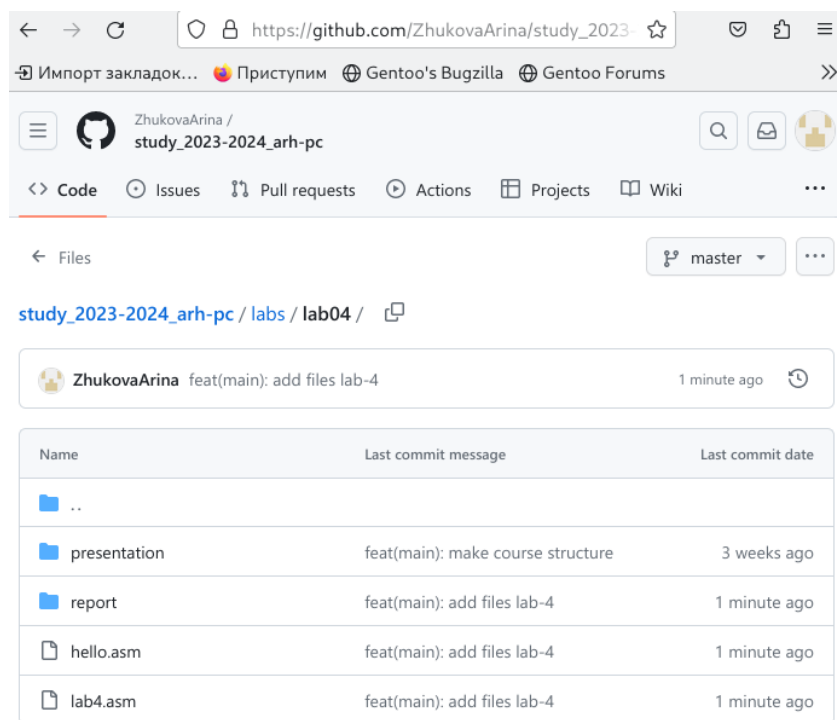 https://github.com/ZhukovaArina/study_2023-
Импорт закладок... Приступим Gentoo's Bugzilla Gentoo Forums
ZhukovaArina /
study_2023-2024_arh-pc
Code Issues Pull requests Actions Projects Wiki ...
Files master ...
study_2023-2024_arh-pc / labs / lab04 /
ZhukovaArina feat(main): add files lab-4 1 minute ago
Name Last commit message Last commit date
..
presentation feat(main): make course structure 3 weeks ago
report feat(main): add files lab-4 1 minute ago
hello.asm feat(main): add files lab-4 1 minute ago
lab4.asm feat(main): add files lab-4 1 minute ago